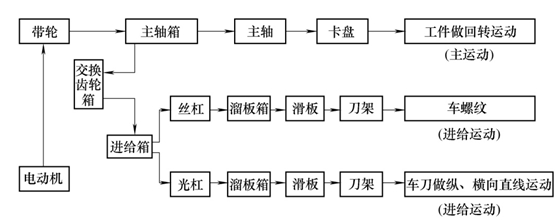 带轮
主轴箱
主轴
卡盘
工件做回转运动
(主运动)
交换
齿轮
箱
进给箱
丝杠
溜板箱
滑板
刀架
车螺纹
(进给运动)
电动机
光杠
溜板箱
滑板
刀架
车刀做纵、横向直线运动
(进给运动)